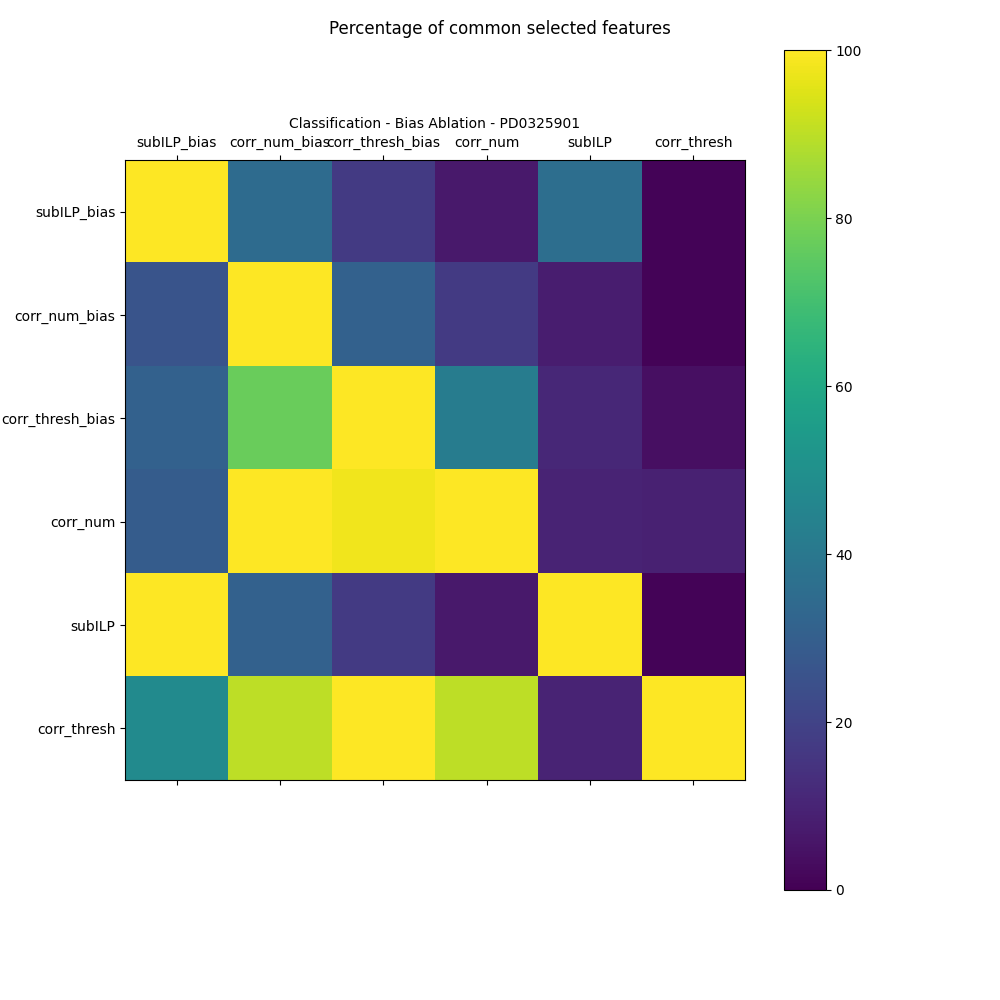 Percentage of common selected features
Classification - Bias Ablation - PD0325901
subILP_bias corr_num_bias corr_thresh_bias corr_num subILP corr_thresh
subILP_bias
corr_num_bias
corr_thresh_bias
corr_num
subILP
corr_thresh
100
80
60
40
20
0